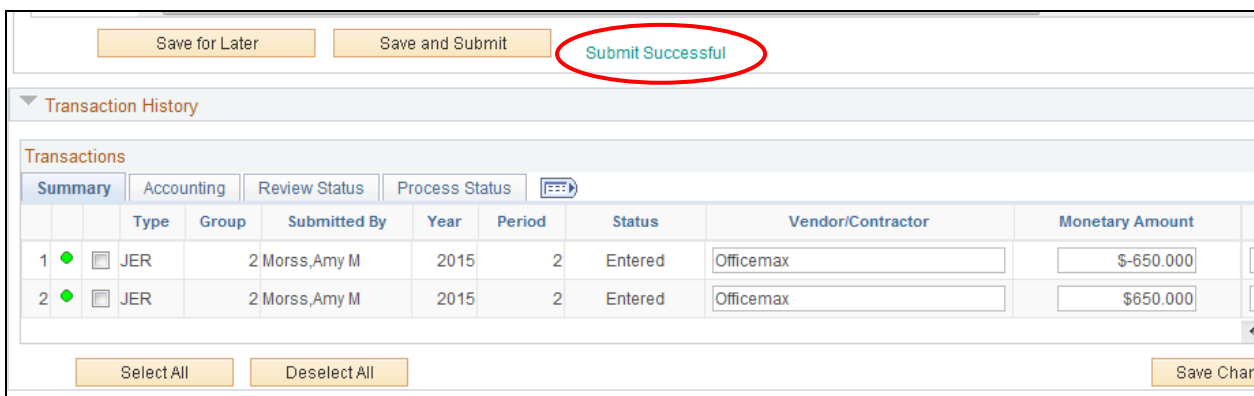 Save for Later Save and Submit Submit Successful
Transaction History
Transactions
Summary Accounting Review Status Process Status
Type Group Submitted By Year Period Status Vendor/Contractor Monetary Amount
1 JER 2 Morss,Amy M 2015 2 Entered Officemax $-650.000
2 JER 2 Morss,Amy M 2015 2 Entered Officemax $650.000
Select All Deselect All Save Char